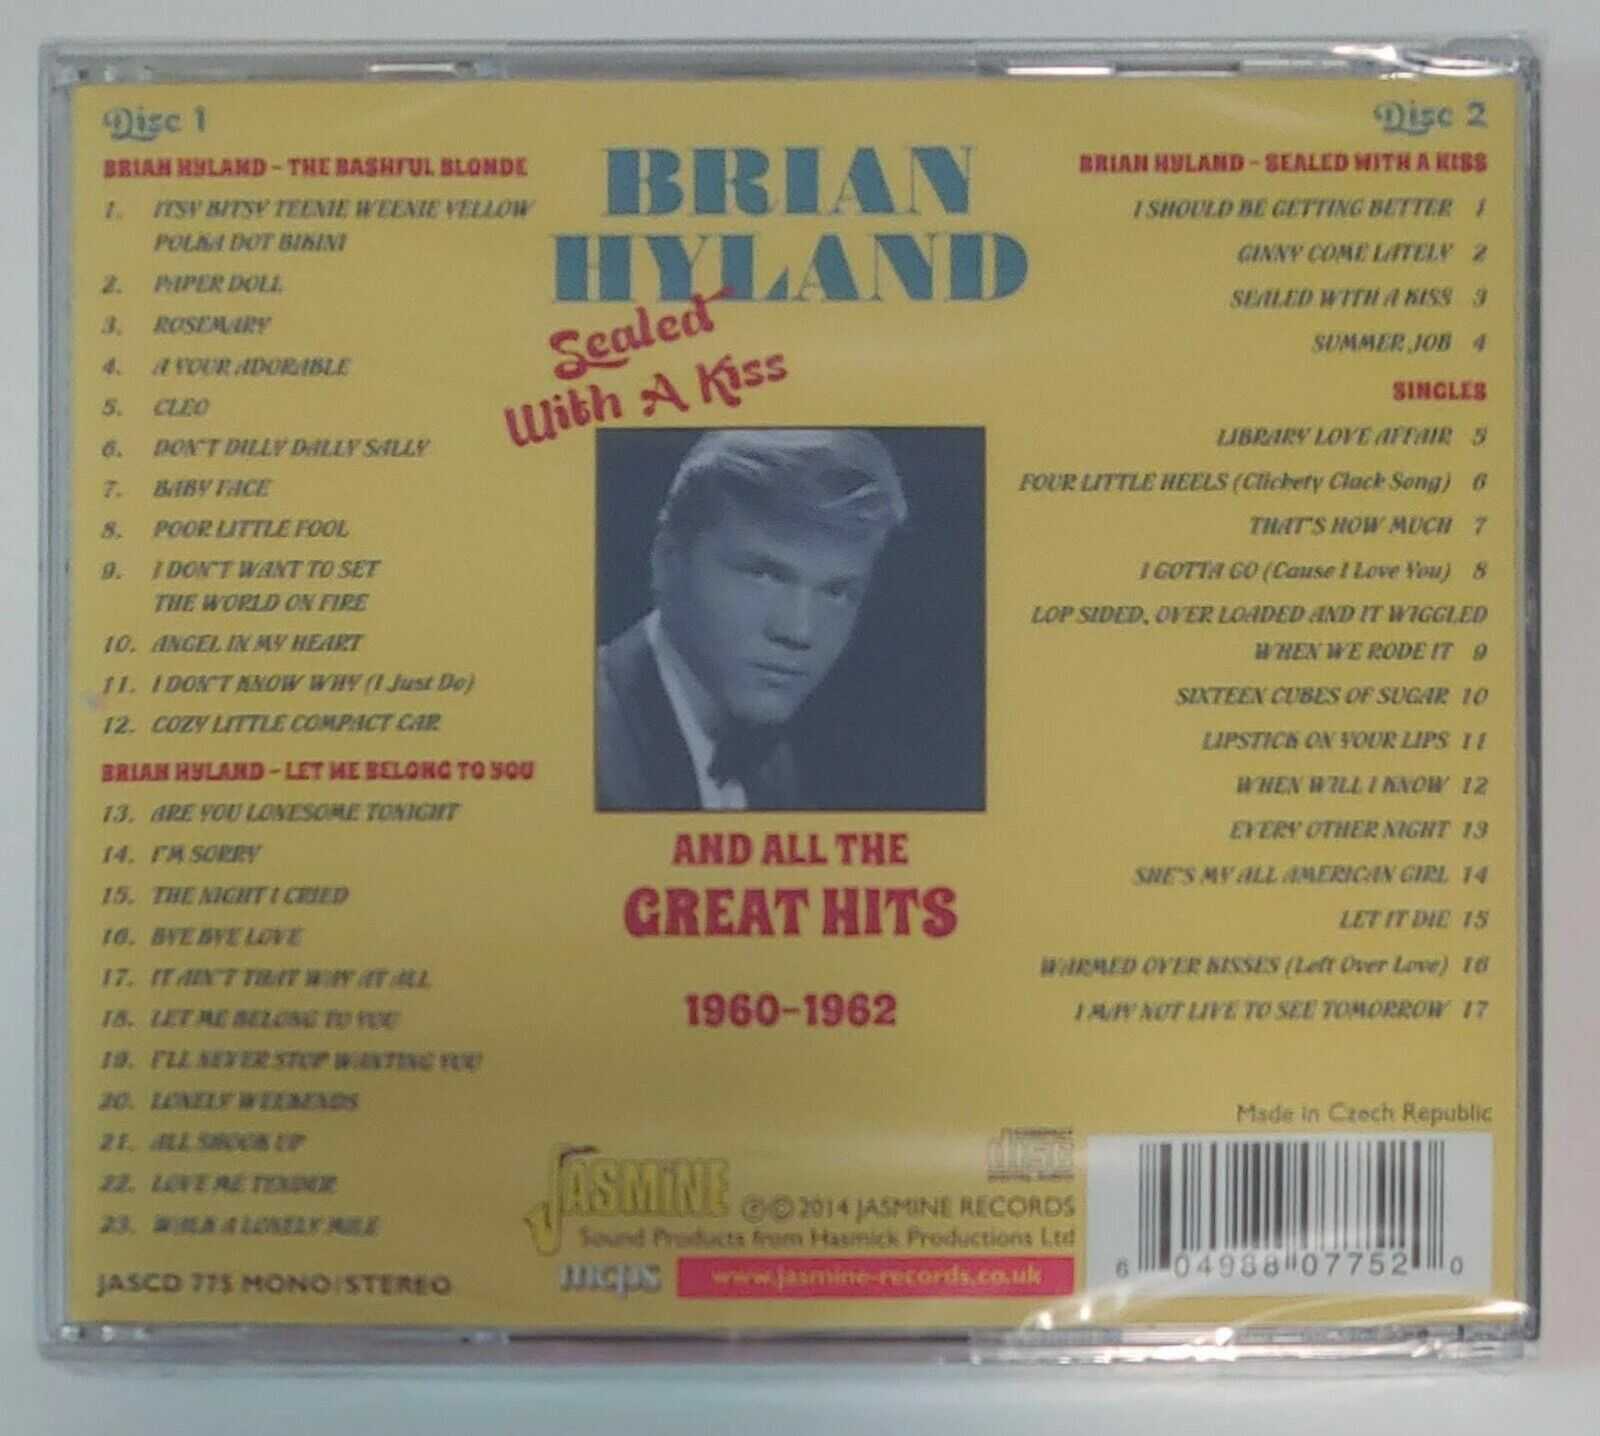 Disc 1
BRIAN HYLAND - THE BASHFUL BLONDE
1. ITSY BITSY TEENIE WEENIE YELLOW
POLKA DOT BIKINI
2. PAPER DOLL
3. ROSEMARY
4. A YOUR ADORABLE
5. CLEO
6. DON'T DILLY DALLY SALLY
7. BABY FACE
8. POOR LITTLE FOOL
9. I DON'T WANT TO SET
THE WORLD ON FIRE
10. ANGEL IN MY HEART
11. I DON'T KNOW WHY (I Just Do)
12. COZY LITTLE COMPACT CAR
BRIAN HYLAND - LET ME BELONG TO YOU
13. ARE YOU LONESOME TONIGHT
14. I'M SORRY
15. THE NIGHT I CRIED
16. BYE BYE LOVE
17. IT AIN'T THAT WAY AT ALL
18. LET ME BELONG TO YOU
19. I'LL NEVER STOP WANTING YOU
20. LONELY WEEKENDS
21. ALL SHOOK UP
22. LOVE ME TENDER
23. WALK A LONELY MILE
JASCD 775 MONO/STEREO
BRIAN
HYLAND
Sealed
With A Kiss
AND ALL THE
GREAT HITS
1960-1962
Disc 2
BRIAN HYLAND - SEALED WITH A KISS
I SHOULD BE GETTING BETTER 1
GINNY COME LATELY 2
SEALED WITH A KISS 3
SUMMER JOB 4
SINGLES
LIBRARY LOVE AFFAIR 5
FOUR LITTLE HEELS (Clickety Clack Song) 6
THAT'S HOW MUCH 7
I GOTTA GO (Cause I Love You) 8
LOP SIDED, OVER LOADED AND IT WIGGLED
WHEN WE RODE IT 9
SIXTEEN CUBES OF SUGAR 10
LIPSTICK ON YOUR LIPS 11
WHEN WILL I KNOW 12
EVERY OTHER NIGHT 13
SHE'S MY ALL AMERICAN GIRL 14
LET IT DIE 15
WARMED OVER KISSES (Left Over Love) 16
I MAY NOT LIVE TO SEE TOMORROW 17
Made in Czech Republic
COMPACT
disc
DIGITAL AUDIO
JASMINE
℗© 2014 JASMINE RECORDS
Sound Products from Hasmick Productions Ltd
mcps
www.jasmine-records.co.uk
6 04988 07752 0